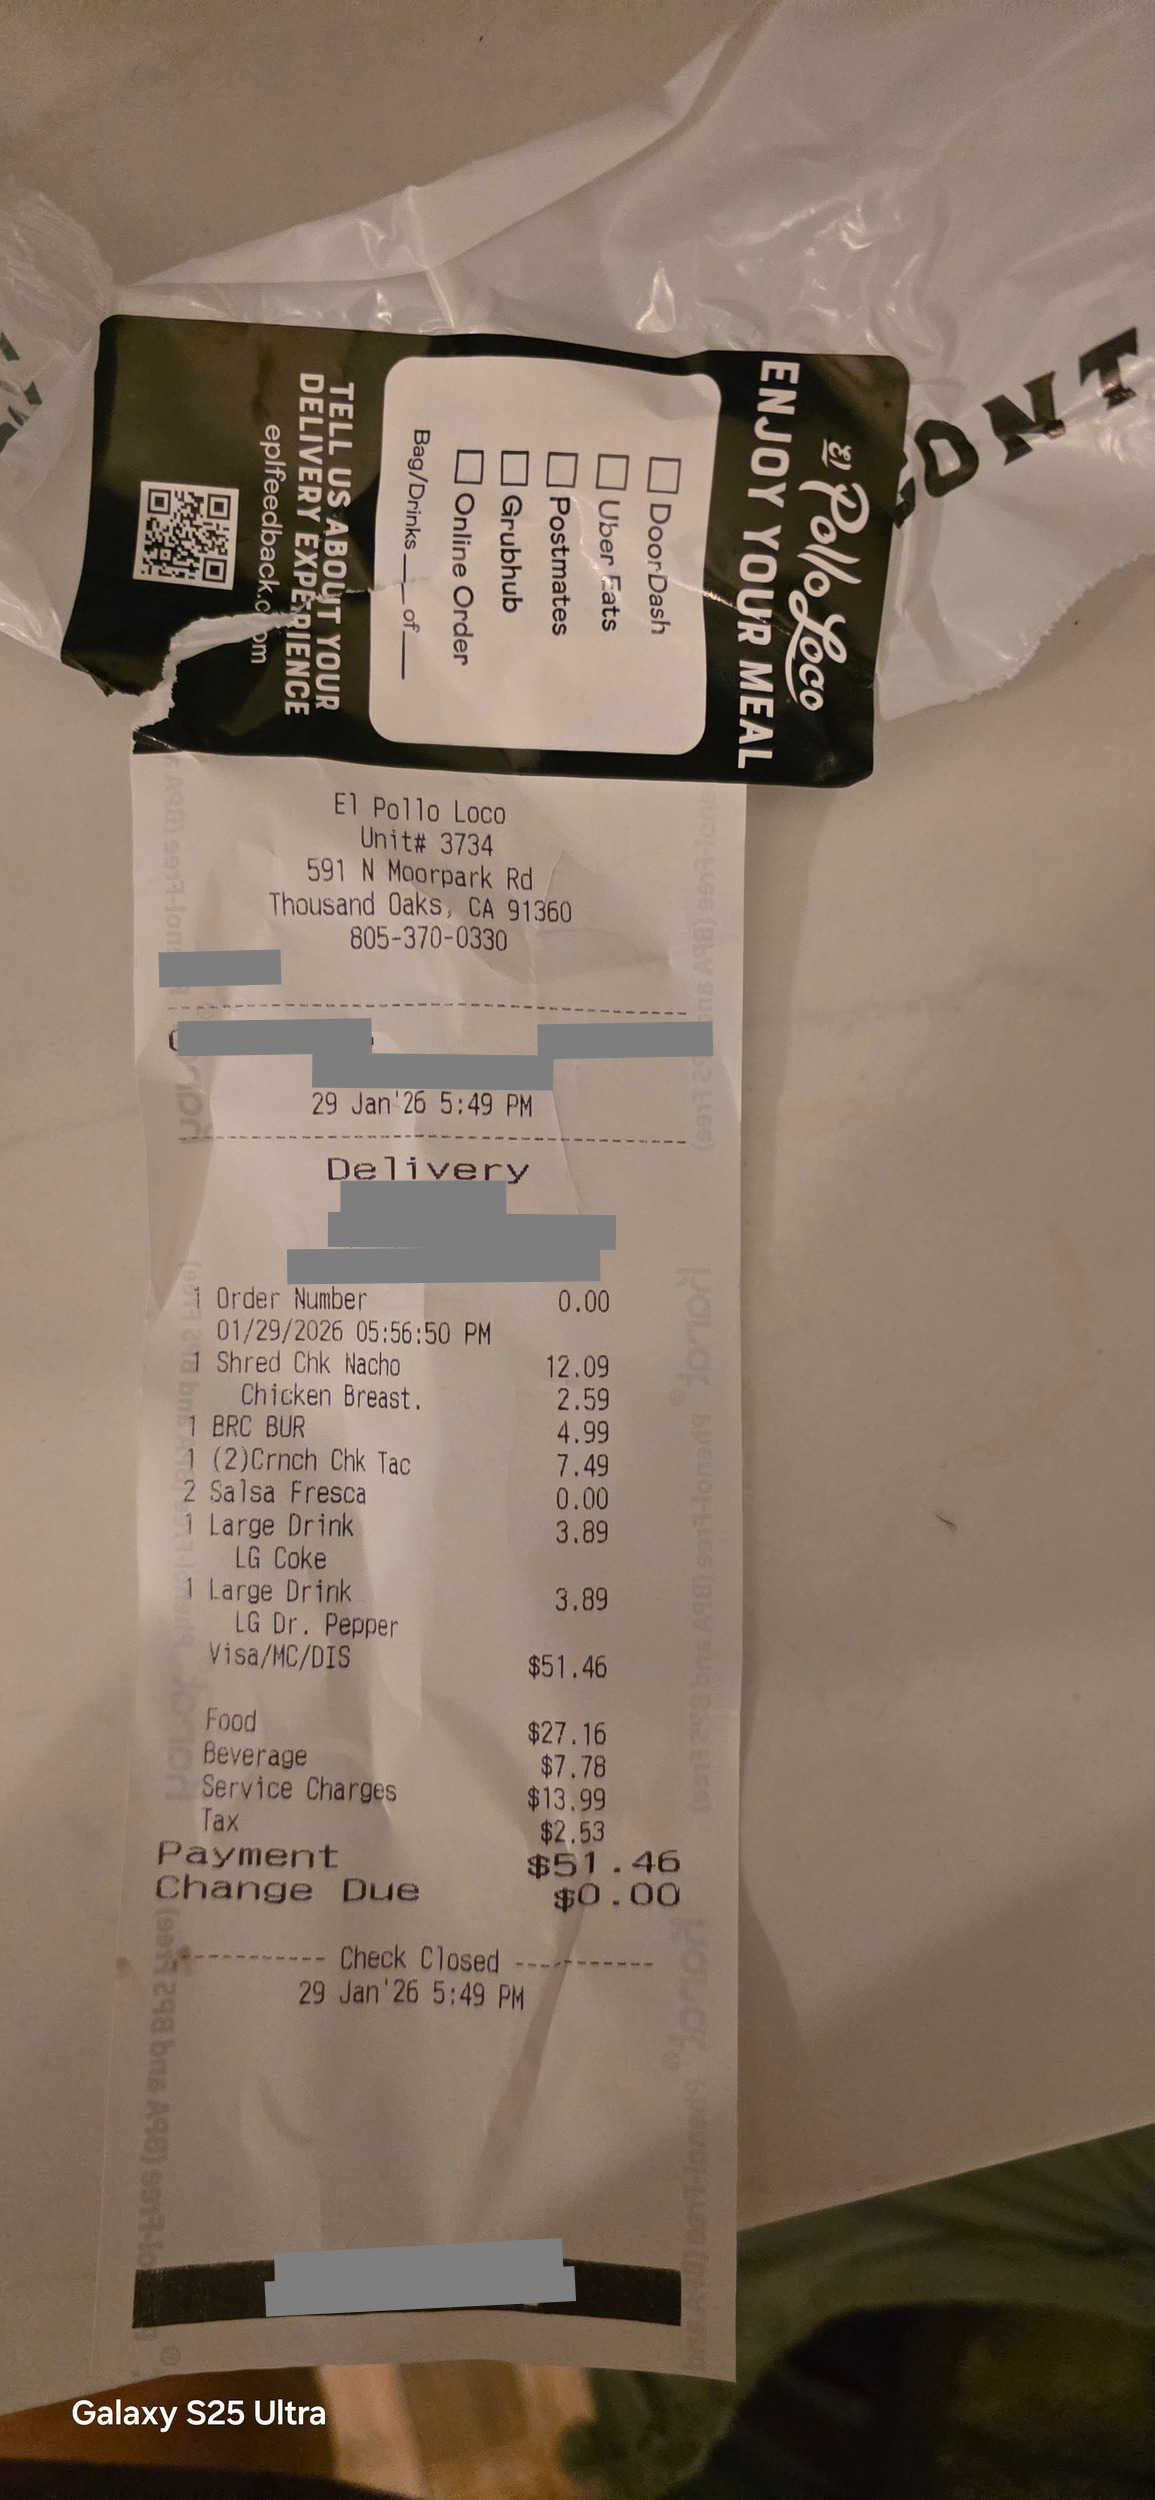 El Pollo Loco
ENJOY YOUR MEAL
DoorDash
Uber Eats
Postmates
Grubhub
Online Order
Bag/Drinks ___ of ___
TELL US ABOUT YOUR
DELIVERY EXPERIENCE
eplfeedback.com
El Pollo Loco
Unit# 3734
591 N Moorpark Rd
Thousand Oaks, CA 91360
805-370-0330
29 Jan'26 5:49 PM
Delivery
1 Order Number 0.00
01/29/2026 05:56:50 PM
1 Shred Chk Nacho 12.09
Chicken Breast. 2.59
1 BRC BUR 4.99
1 (2)Crnch Chk Tac 7.49
2 Salsa Fresca 0.00
1 Large Drink 3.89
LG Coke
1 Large Drink 3.89
LG Dr. Pepper
Visa/MC/DIS $51.46
Food $27.16
Beverage $7.78
Service Charges $13.99
Tax $2.53
Payment $51.46
Change Due $0.00
----------- Check Closed -----------
29 Jan'26 5:49 PM
Galaxy S25 Ultra